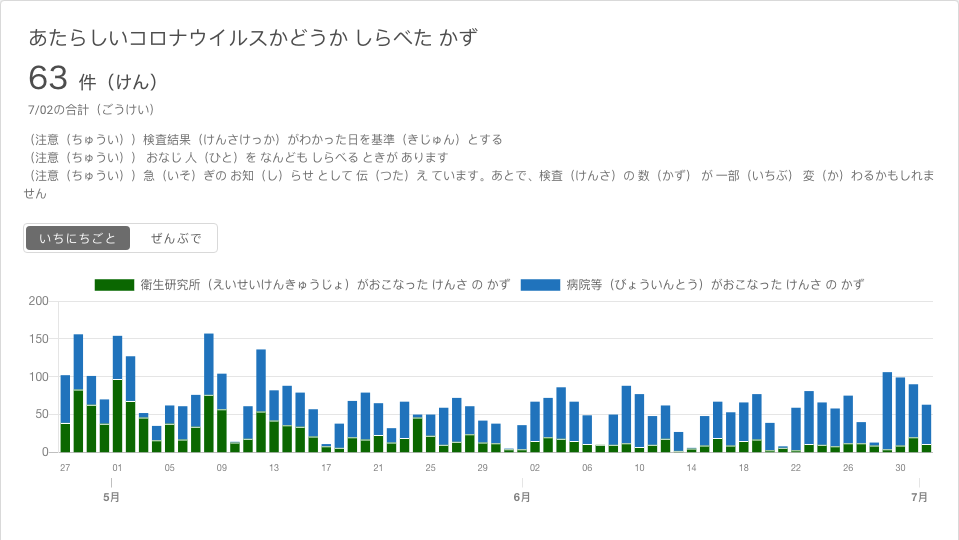 あたらしいコロナウイルスかどうか しらべた かず
63 件（けん）
7/02の合計（ごうけい）
（注意（ちゅうい））検査結果（けんさけっか）がわかった日を基準（きじゅん）とする
（注意（ちゅうい）） おなじ 人（ひと）を なんども しらべる ときが あります
（注意（ちゅうい））急（いそ）ぎの お知（し）らせ として 伝（つた）え ています。あとで、検査（けんさ）の 数（かず） が 一部（いちぶ） 変（か）わるかもしれま
せん
いちにちごと ぜんぶで
衛生研究所（えいせいけんきゅうじょ）がおこなった けんさ の かず 病院等（びょういんとう）がおこなった けんさ の かず
200
150
100
50
0
27 01 05 09 13 17 21 25 29 02 06 10 14 18 22 26 30
5月 6月 7月